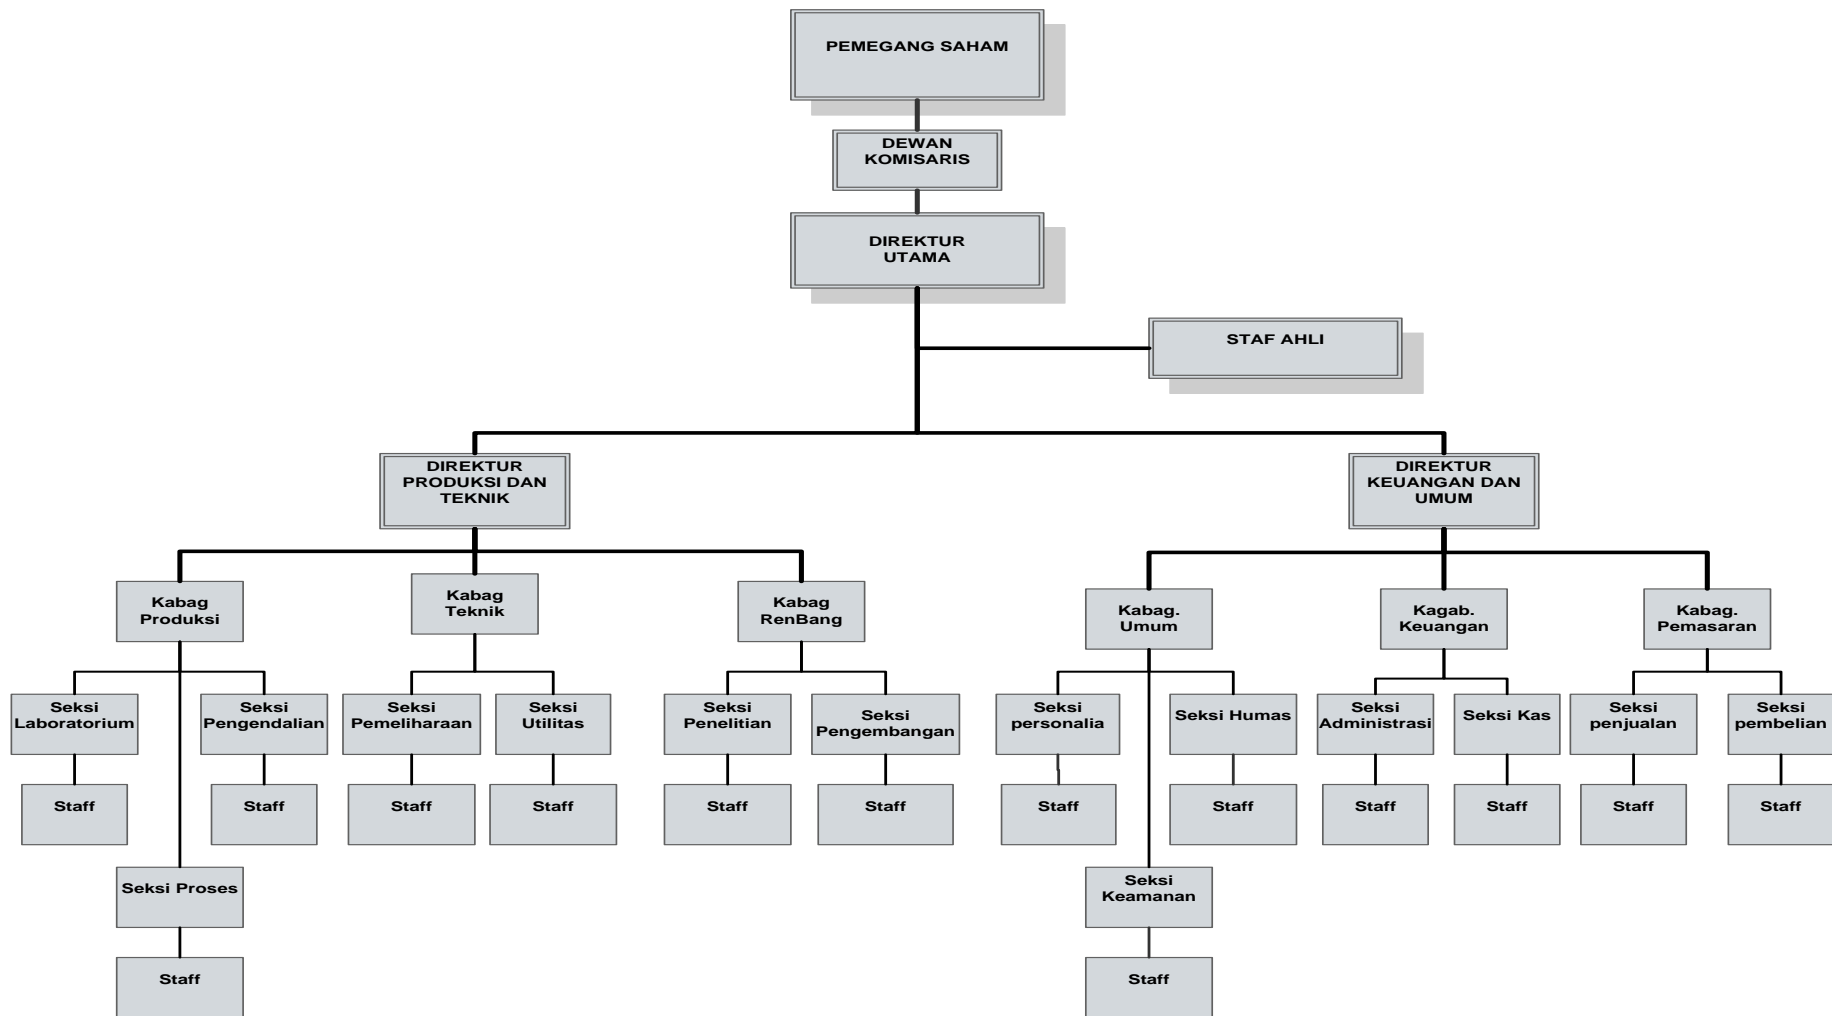 PEMEGANG SAHAM
DEWAN
KOMISARIS
DIREKTUR
UTAMA
STAF AHLI
DIREKTUR
PRODUKSI DAN
TEKNIK
DIREKTUR
KEUANGAN DAN
UMUM
Kabag
Produksi
Kabag
Teknik
Kabag
RenBang
Kabag.
Umum
Kagab.
Keuangan
Kabag.
Pemasaran
Seksi
Laboratorium
Seksi
Pengendalian
Seksi
Pemeliharaan
Seksi
Utilitas
Seksi
Penelitian
Seksi
Pengembangan
Seksi
personalia
Seksi Humas
Seksi
Administrasi
Seksi Kas
Seksi
penjualan
Seksi
pembelian
Staff
Staff
Staff
Staff
Staff
Staff
Staff
Staff
Staff
Staff
Staff
Staff
Seksi Proses
Seksi
Keamanan
Staff
Staff